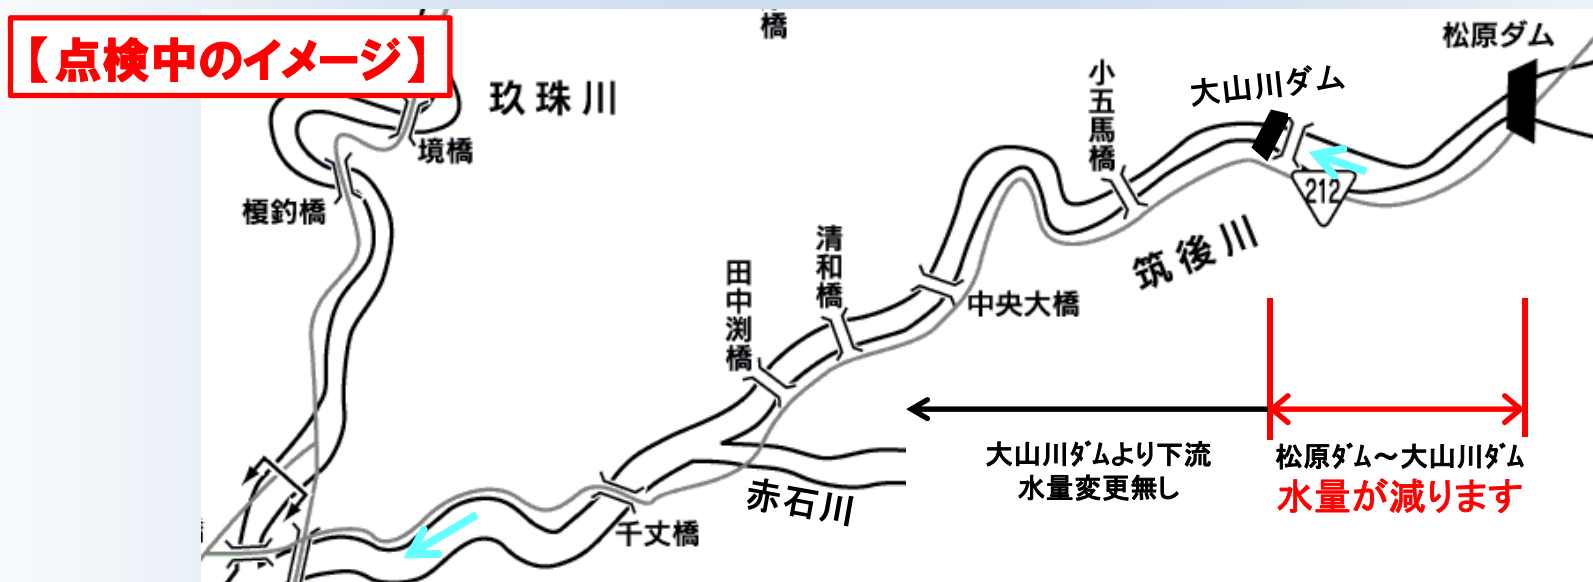 【点検中のイメージ】
橋
松原ダム
玖珠川
小五馬橋
大山川ダム
境橋
212
榎釣橋
筑後川
清和橋
田中渕橋
中央大橋
大山川ダムより下流
水量変更無し
松原ダム～大山川ダム
水量が減ります
赤石川
千丈橋